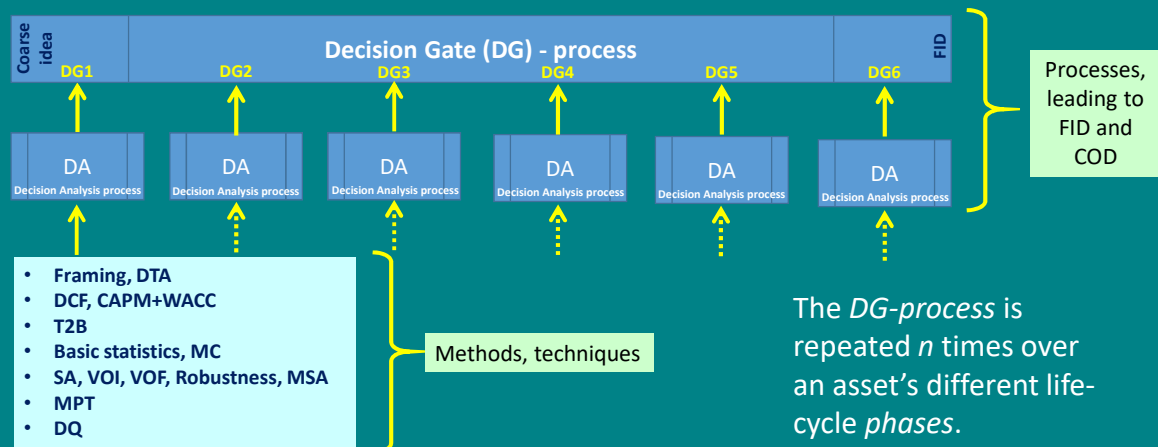 Coarse idea
Decision Gate (DG) - process
FID
DG1 DG2 DG3 DG4 DG5 DG6
DA DA DA DA DA DA
Decision Analysis process Decision Analysis process Decision Analysis process Decision Analysis process Decision Analysis process Decision Analysis process
Processes,
leading to
FID and
COD
• Framing, DTA
• DCF, CAPM+WACC
• T2B
• Basic statistics, MC
• SA, VOI, VOF, Robustness, MSA
• MPT
• DQ
Methods, techniques
The DG-process is
repeated n times over
an asset’s different life-
cycle phases.